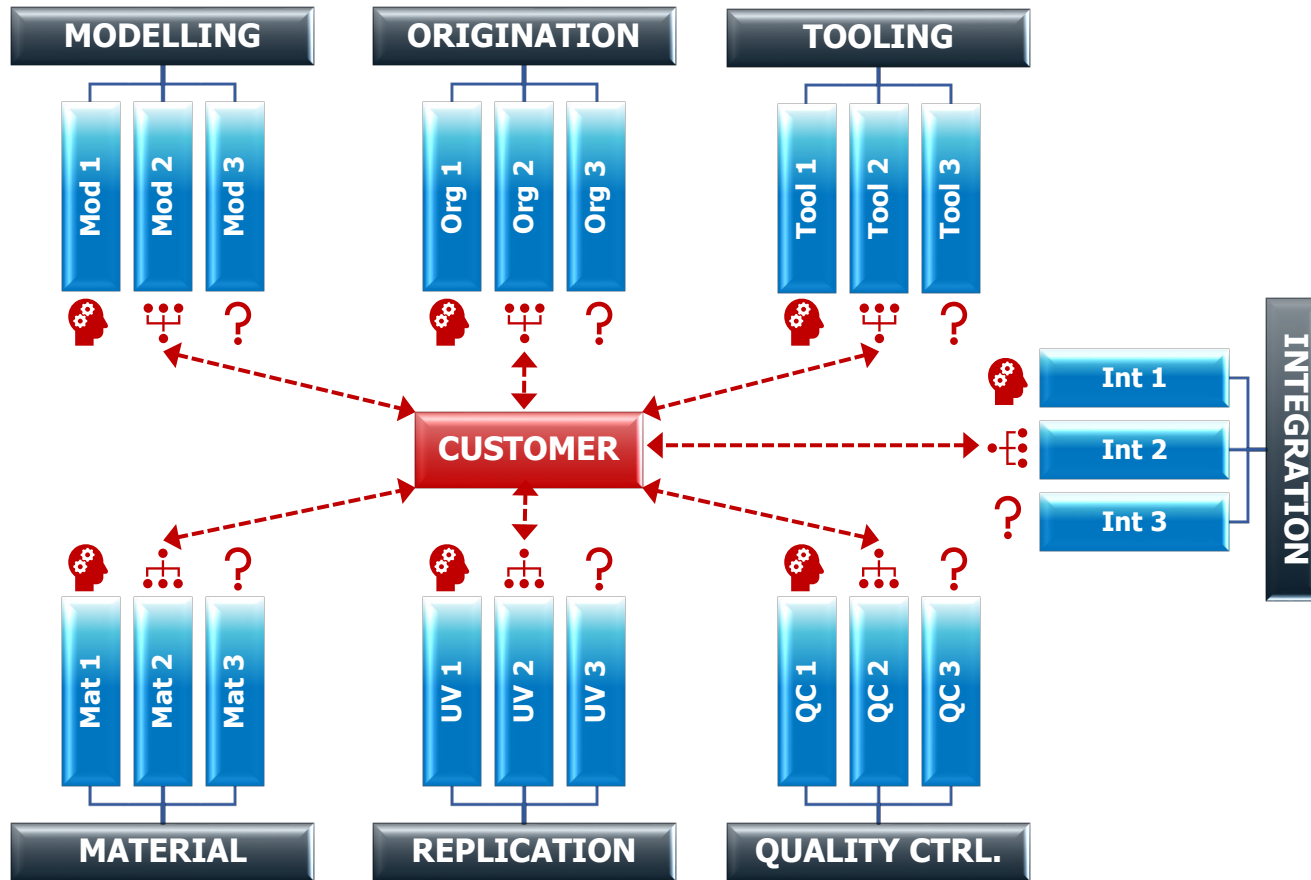 MODELLING
ORIGINATION
TOOLING
Mod 1
Mod 2
Mod 3
Org 1
Org 2
Org 3
Tool 1
Tool 2
Tool 3
CUSTOMER
Int 1
Int 2
Int 3
INTEGRATION
Mat 1
Mat 2
Mat 3
UV 1
UV 2
UV 3
QC 1
QC 2
QC 3
MATERIAL
REPLICATION
QUALITY CTRL.